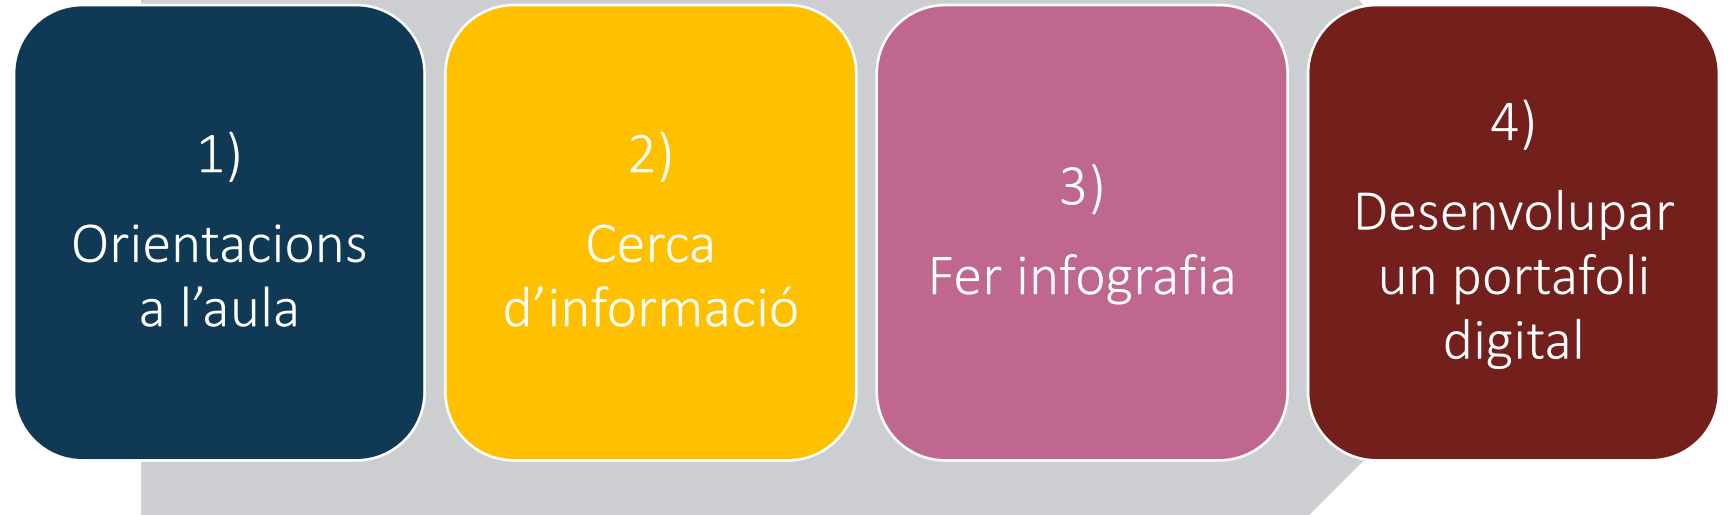 1)
Orientacions
a l’aula
2)
Cerca
d’informació
3)
Fer infografia
4)
Desenvolupar
un portafoli
digital